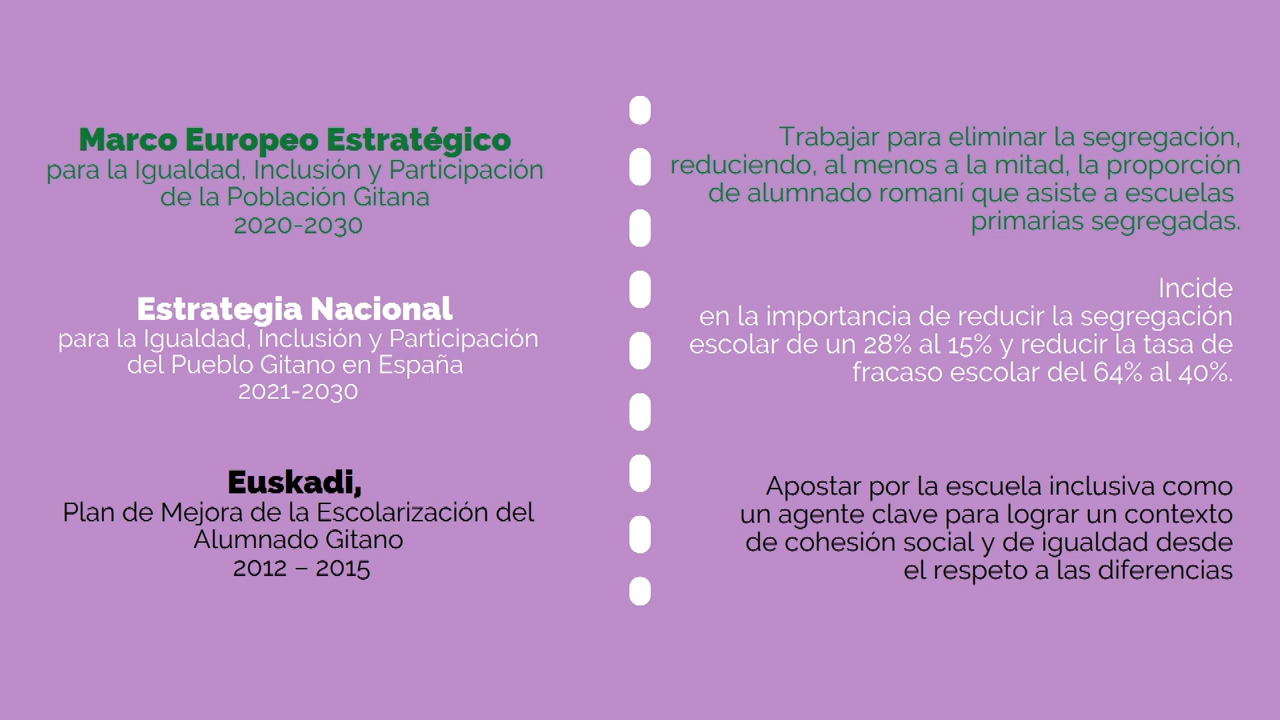 Marco Europeo Estratégico
para la Igualdad, Inclusión y Participación
de la Población Gitana
2020-2030
Trabajar para eliminar la segregación,
reduciendo, al menos a la mitad, la proporción
de alumnado romaní que asiste a escuelas
primarias segregadas.
Estrategia Nacional
para la Igualdad, Inclusión y Participación
del Pueblo Gitano en España
2021-2030
Incide
en la importancia de reducir la segregación
escolar de un 28% al 15% y reducir la tasa de
fracaso escolar del 64% al 40%.
Euskadi,
Plan de Mejora de la Escolarización del
Alumnado Gitano
2012 – 2015
Apostar por la escuela inclusiva como
un agente clave para lograr un contexto
de cohesión social y de igualdad desde
el respeto a las diferencias